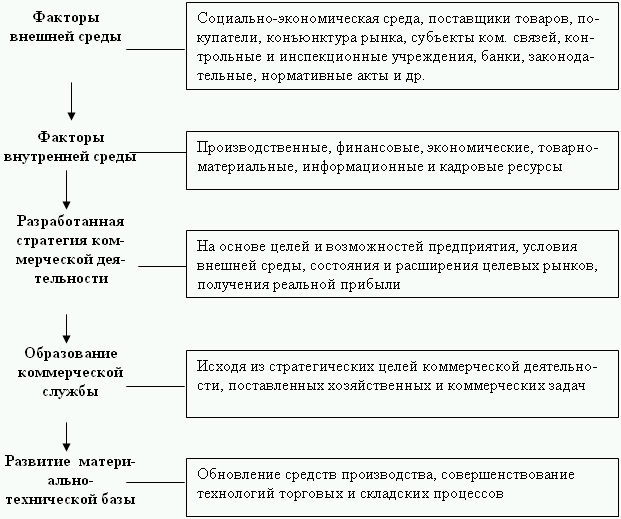 Факторы
внешней среды
Социально-экономическая среда, поставщики товаров, по-
купатели, конъюнктура рынка, субъекты ком. связей, кон-
трольные и инспекционные учреждения, банки, законода-
тельные, нормативные акты и др.
Факторы
внутренней среды
Производственные, финансовые, экономические, товарно-
материальные, информационные и кадровые ресурсы
Разработанная
стратегия ком-
мерческой дея-
тельности
На основе целей и возможностей предприятия, условия
внешней среды, состояния и расширения целевых рынков,
получения реальной прибыли
Образование
коммерческой
службы
Исходя из стратегических целей коммерческой деятельно-
сти, поставленных хозяйственных и коммерческих задач
Развитие матери-
ально-
технической базы
Обновление средств производства, совершенствование
технологий торговых и складских процессов